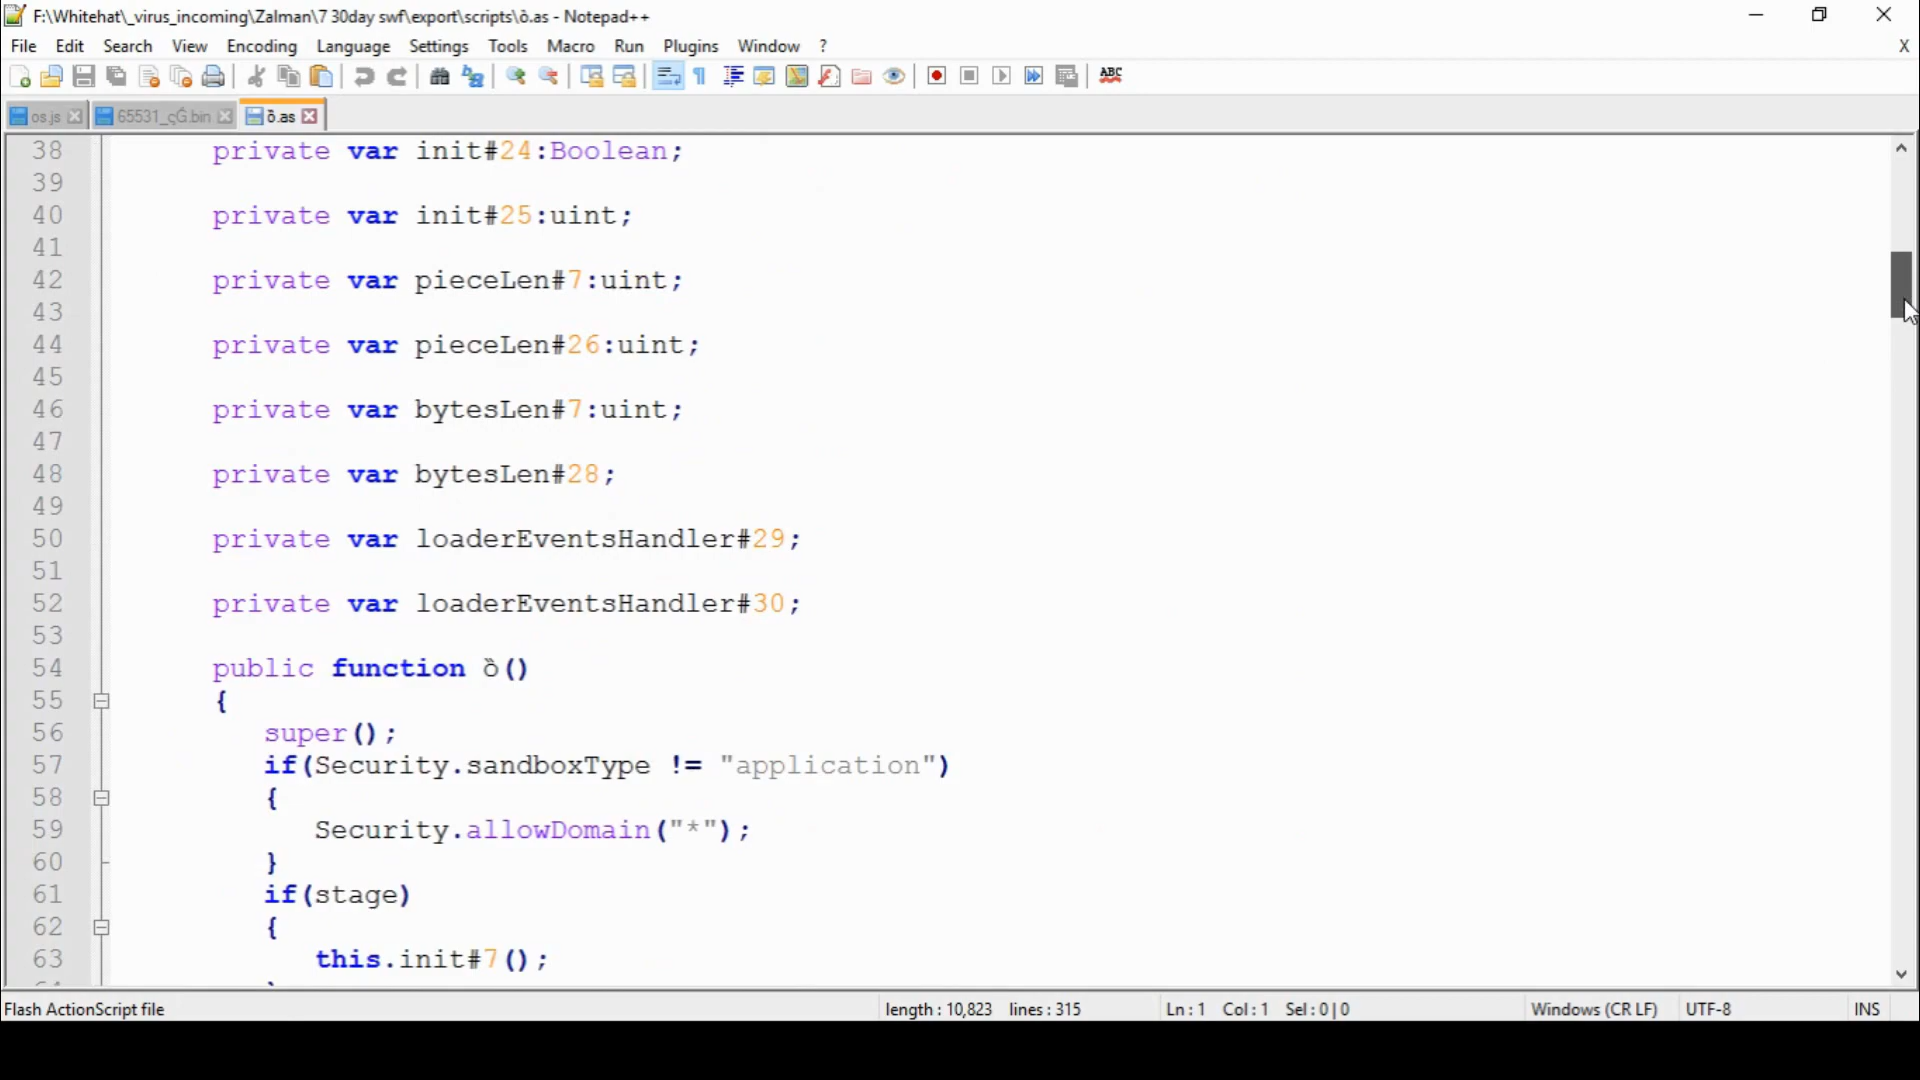 F:\Whitehat\_virus_incoming\Zalman\7 30day swf\export\scripts\ò.as - Notepad++
File Edit Search View Encoding Language Settings Tools Macro Run Plugins Window ? X
ABC
os.js 65531_çĠ.bin ò.as
38 private var init#24:Boolean;
39
40 private var init#25:uint;
41
42 private var pieceLen#7:uint;
43
44 private var pieceLen#26:uint;
45
46 private var bytesLen#7:uint;
47
48 private var bytesLen#28;
49
50 private var loaderEventsHandler#29;
51
52 private var loaderEventsHandler#30;
53
54 public function ò()
55 {
56 super();
57 if(Security.sandboxType != "application")
58 {
59 Security.allowDomain("*");
60 }
61 if(stage)
62 {
63 this.init#7();
Flash ActionScript file length : 10,823 lines : 315 Ln : 1 Col : 1 Sel : 0 | 0 Windows (CR LF) UTF-8 INS